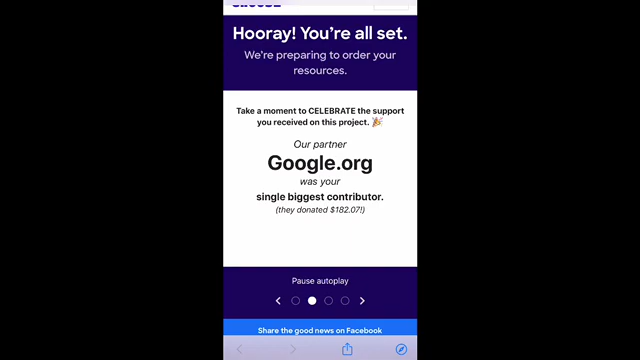 Hooray! You're all set.
We're preparing to order your
resources.
Take a moment to CELEBRATE the support
you received on this project. 🎉
Our partner
Google.org
was your
single biggest contributor.
(they donated $182.07!)
Pause autoplay
Share the good news on Facebook